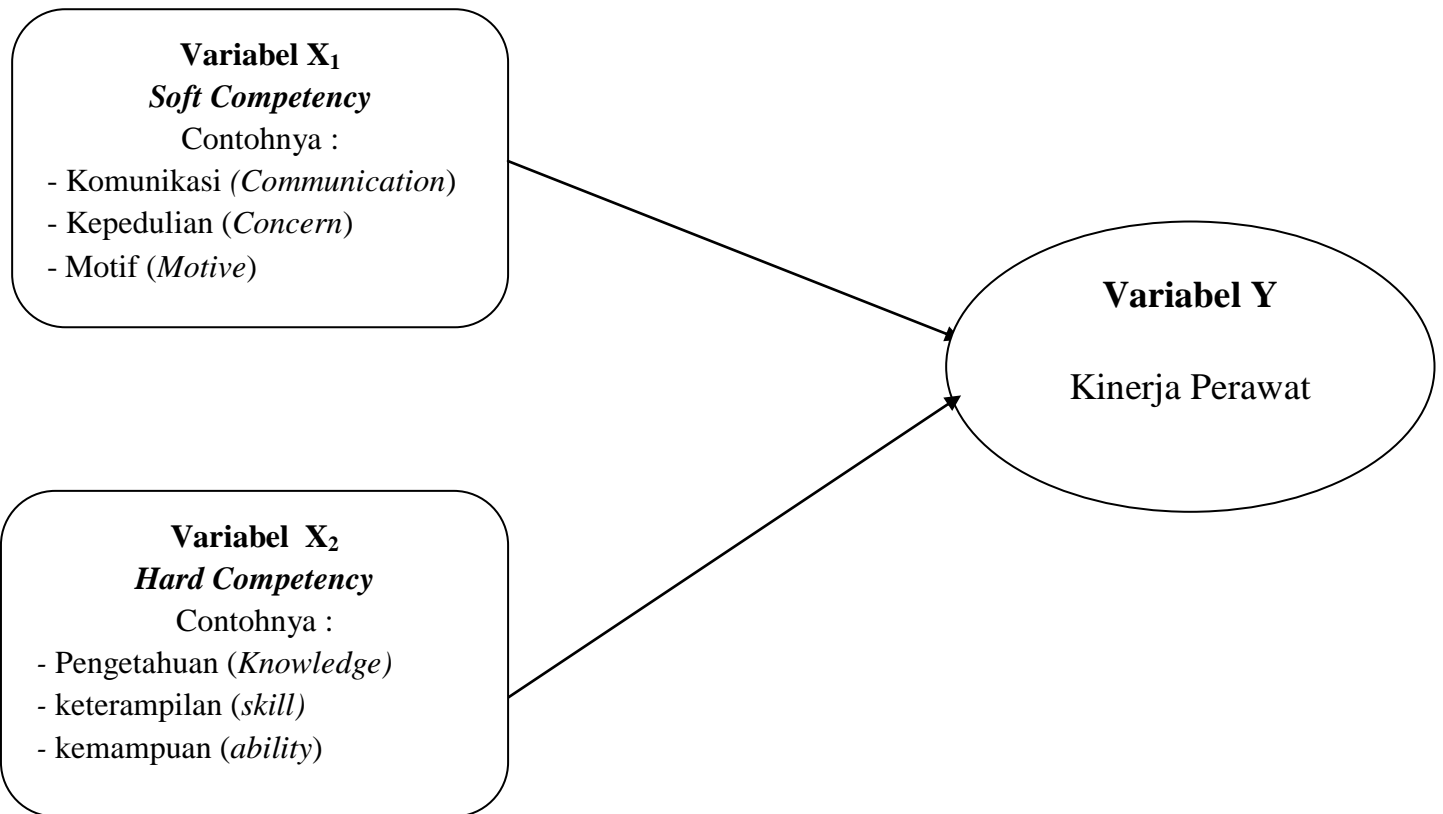 Variabel X₁
Soft Competency
Contohnya :
- Komunikasi (Communication)
- Kepedulian (Concern)
- Motif (Motive)
Variabel Y
Kinerja Perawat
Variabel X₂
Hard Competency
Contohnya :
- Pengetahuan (Knowledge)
- keterampilan (skill)
- kemampuan (ability)